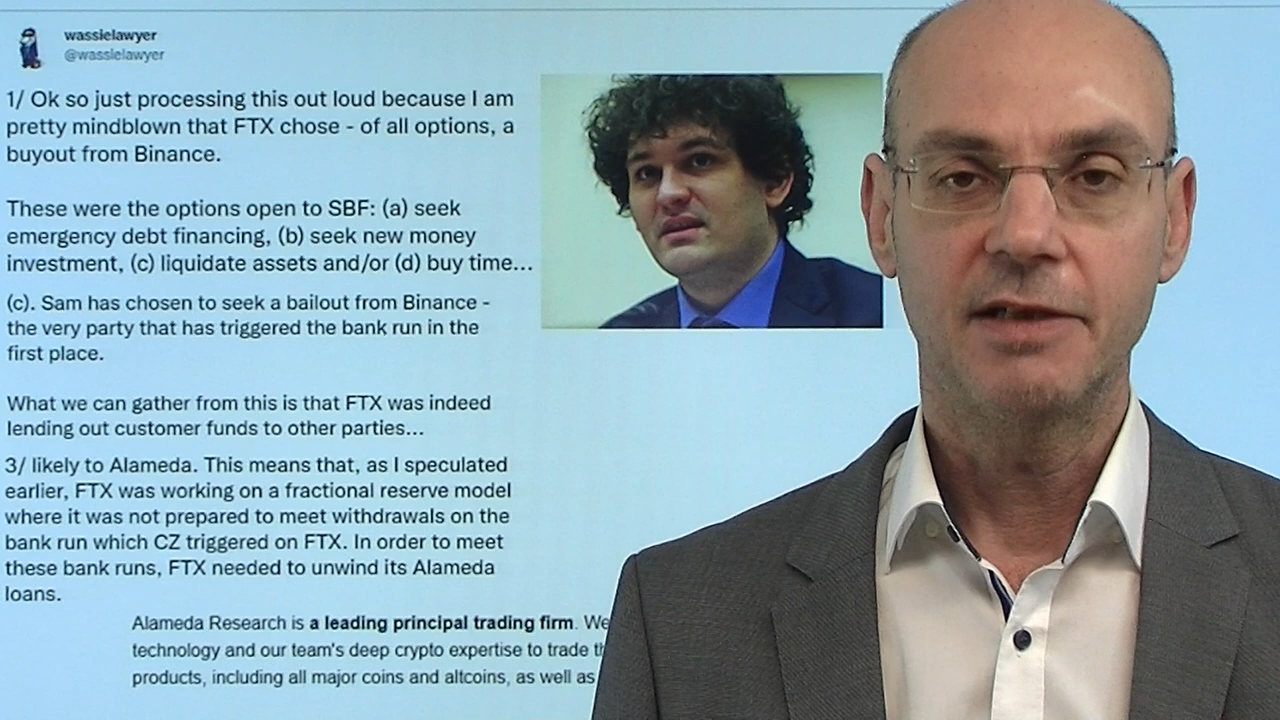 wassielawyer
@wassielawyer
1/ Ok so just processing this out loud because I am
pretty mindblown that FTX chose - of all options, a
buyout from Binance.
These were the options open to SBF: (a) seek
emergency debt financing, (b) seek new money
investment, (c) liquidate assets and/or (d) buy time...
(c). Sam has chosen to seek a bailout from Binance -
the very party that has triggered the bank run in the
first place.
What we can gather from this is that FTX was indeed
lending out customer funds to other parties...
3/ likely to Alameda. This means that, as I speculated
earlier, FTX was working on a fractional reserve model
where it was not prepared to meet withdrawals on the
bank run which CZ triggered on FTX. In order to meet
these bank runs, FTX needed to unwind its Alameda
loans.
Alameda Research is a leading principal trading firm. We
technology and our team's deep crypto expertise to trade
products, including all major coins and altcoins, as well as